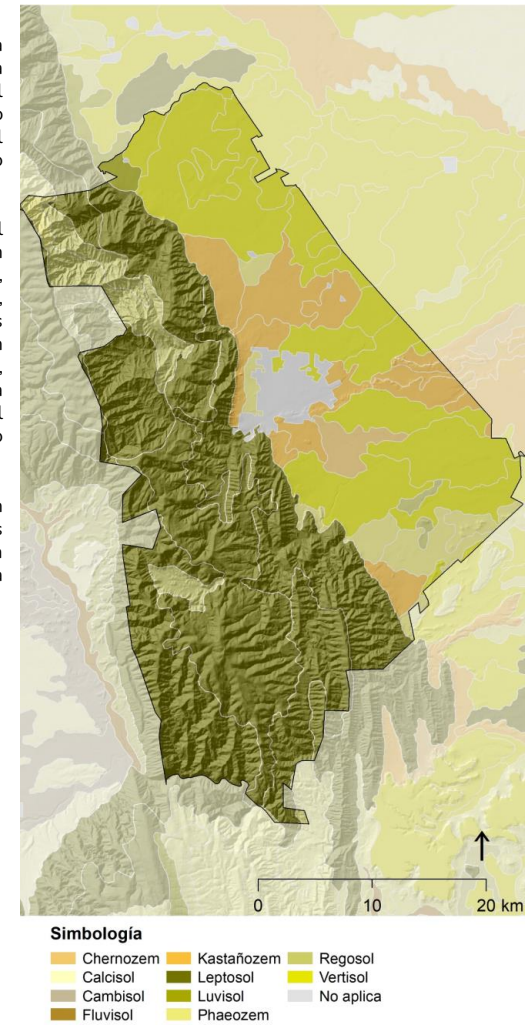 0 10 20 km
Simbología
Chernozem Kastañozem Regosol
Calcisol Leptosol Vertisol
Cambisol Luvisol No aplica
Fluvisol Phaeozem